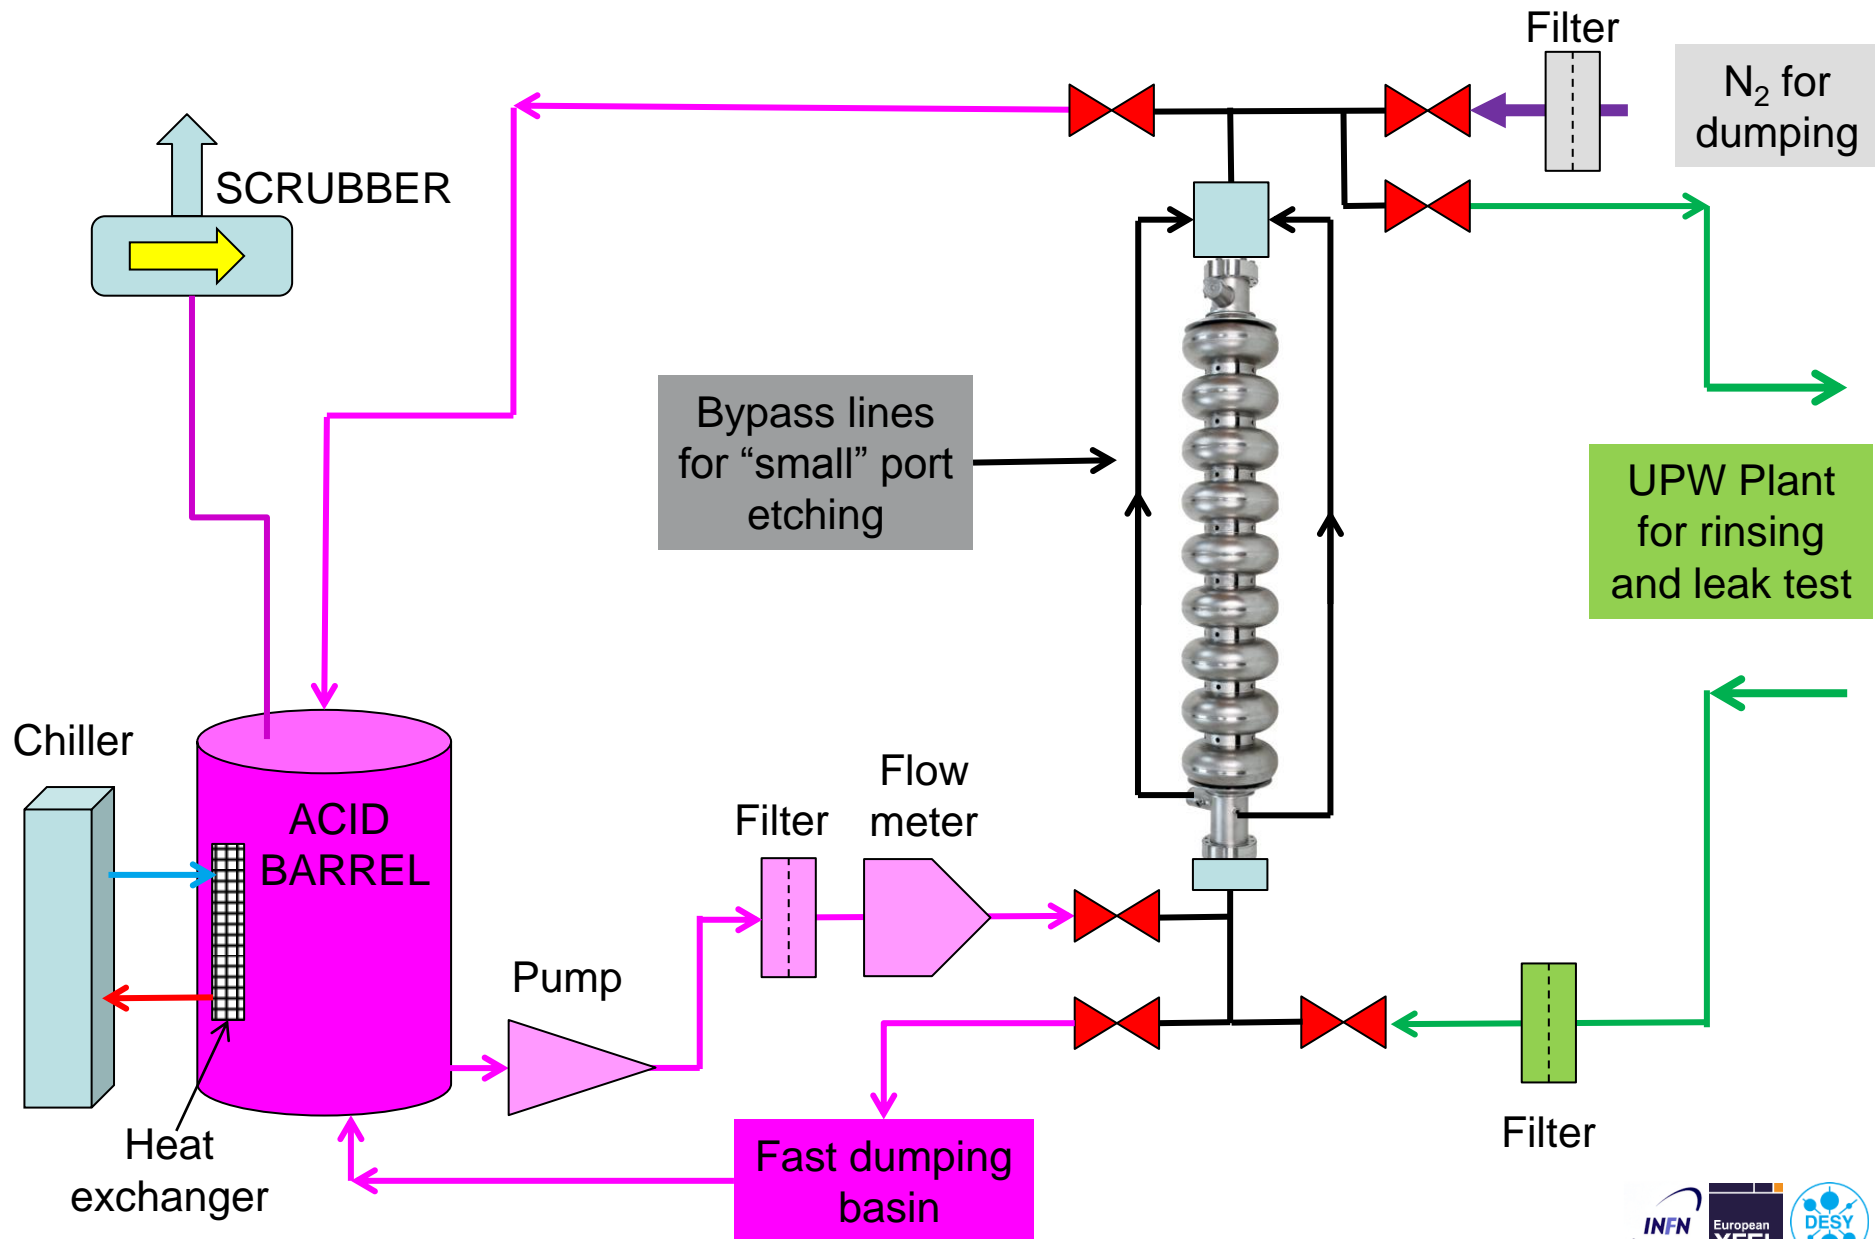 Filter
N₂ for
dumping
SCRUBBER
Bypass lines
for “small” port
etching
UPW Plant
for rinsing
and leak test
Chiller
ACID
BARREL
Flow
meter
Filter
Pump
Heat
exchanger
Fast dumping
basin
Filter
INFN
European
XFEL
DESY